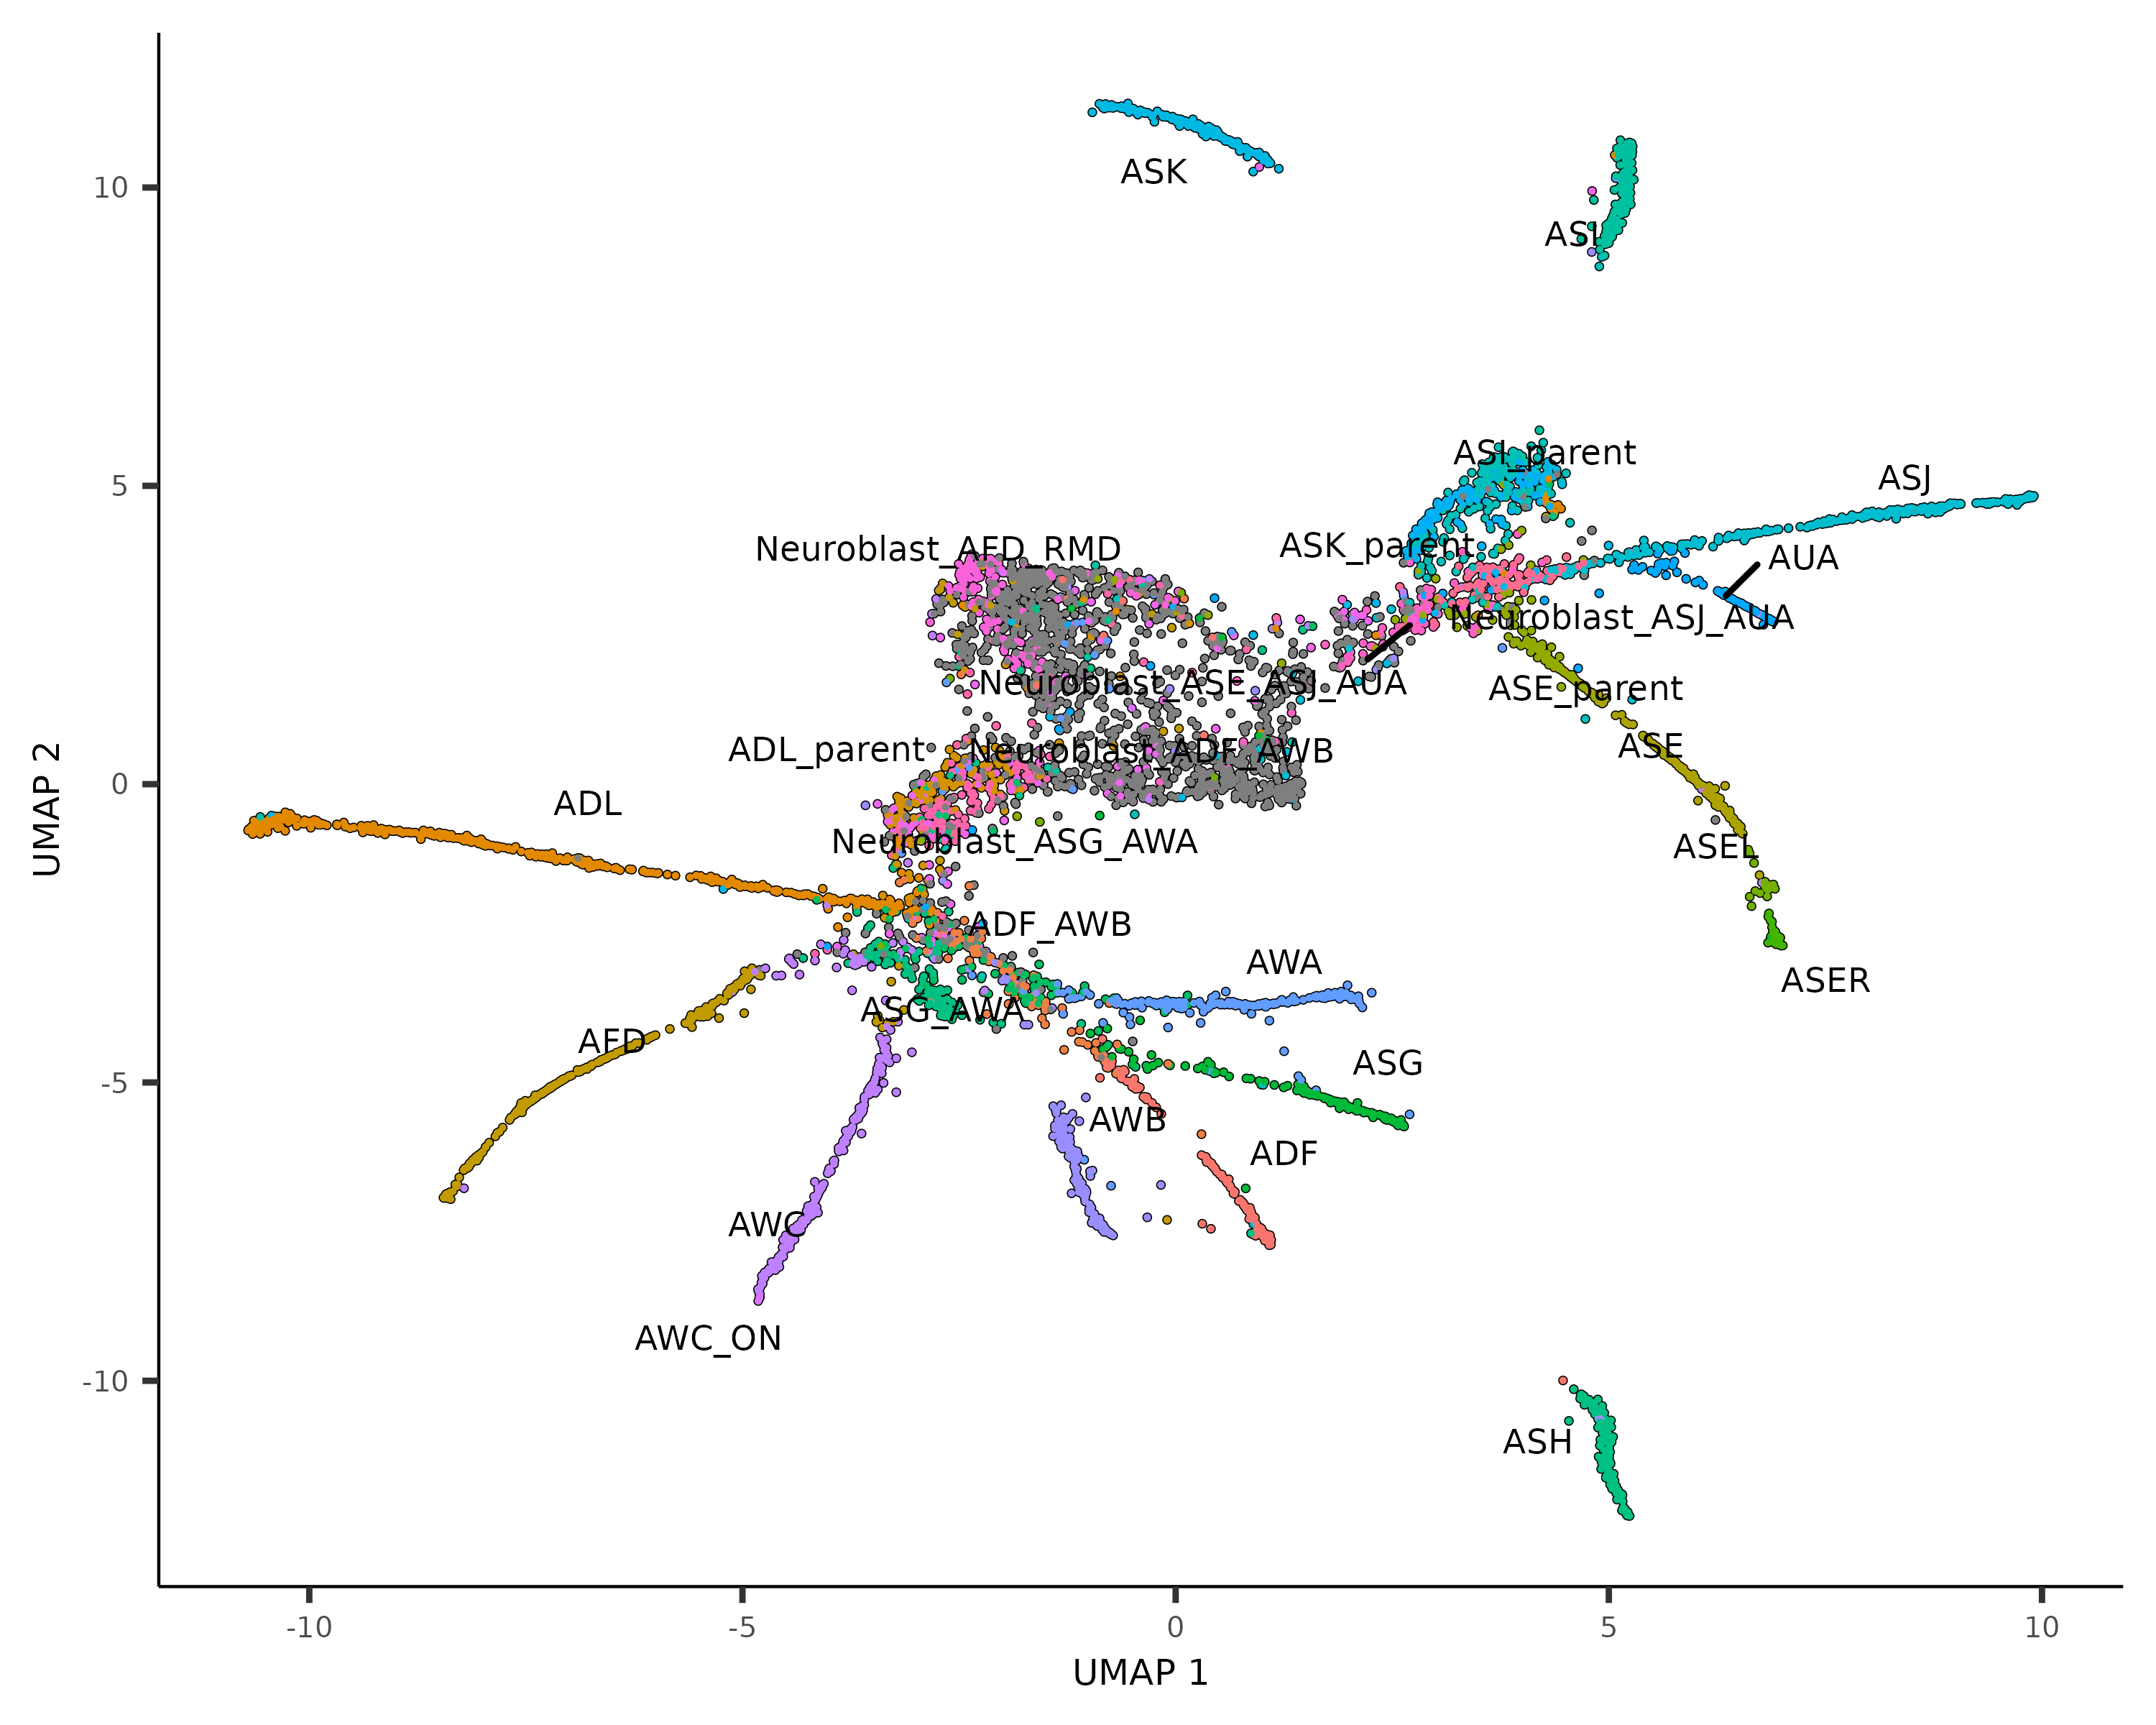 ASK
10
ASI
ASI_parent
ASJ
5
ASK_parent
Neuroblast_AFD_RMD
AUA
Neuroblast_ASJ_AUA
Neuroblast_ASE_ASJ_AUA
ASE_parent
ADL_parent
Neuroblast_ADF_AWB
ASE
0
ADL
UMAP 2
Neuroblast_ASG_AWA
ASEL
ADF_AWB
AWA
ASER
ASG_AWA
AFD
ASG
-5
AWB
ADF
AWC
AWC_ON
-10
ASH
-10
-5
0
5
10
UMAP 1